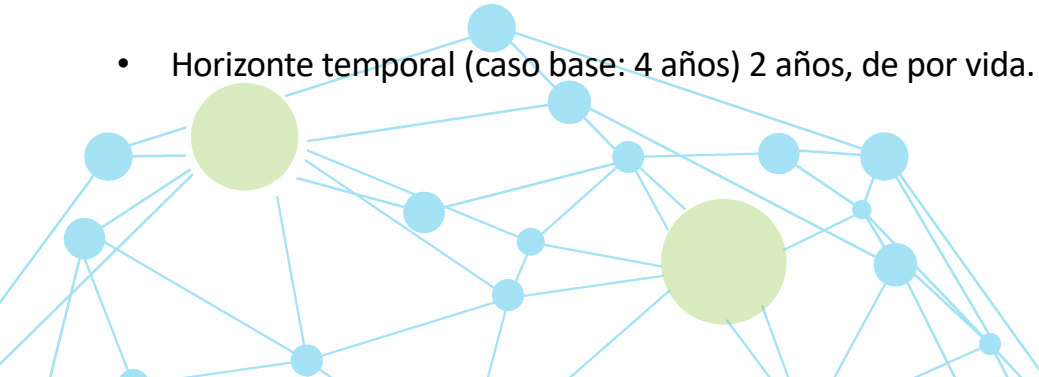 • Horizonte temporal (caso base: 4 años) 2 años, de por vida.